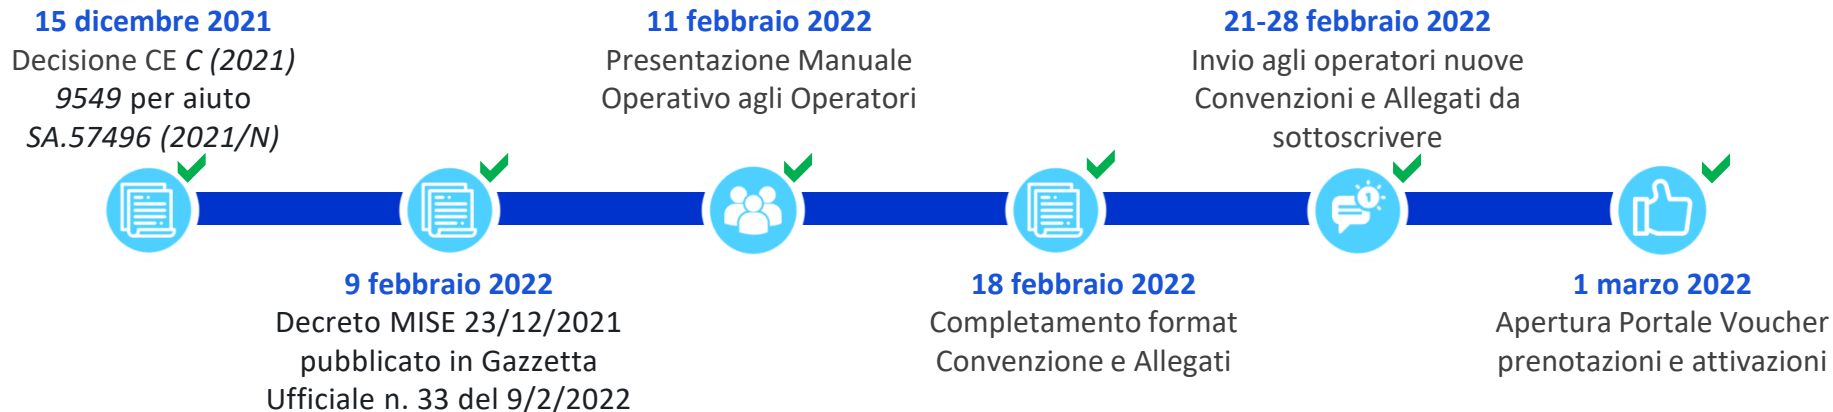 15 dicembre 2021
Decisione CE C (2021)
9549 per aiuto
SA.57496 (2021/N)
11 febbraio 2022
Presentazione Manuale
Operativo agli Operatori
21-28 febbraio 2022
Invio agli operatori nuove
Convenzioni e Allegati da
sottoscrivere
1
9 febbraio 2022
Decreto MISE 23/12/2021
pubblicato in Gazzetta
Ufficiale n. 33 del 9/2/2022
18 febbraio 2022
Completamento format
Convenzione e Allegati
1 marzo 2022
Apertura Portale Voucher
prenotazioni e attivazioni